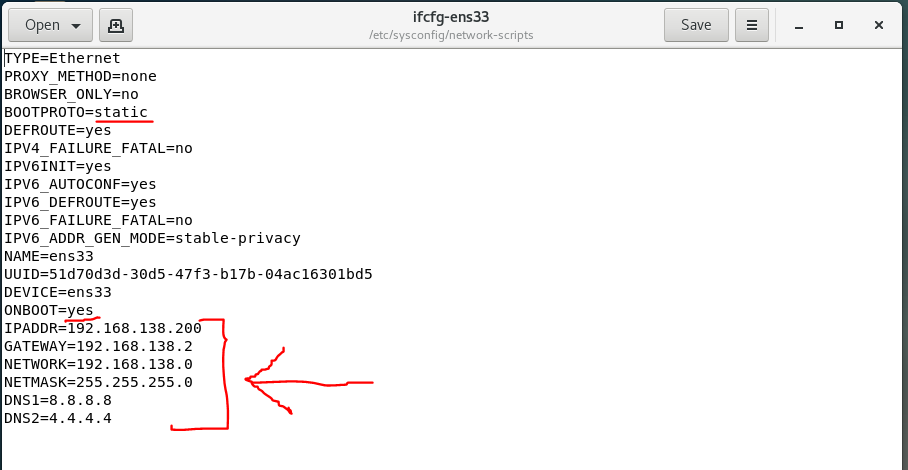 Open
ifcfg-ens33
/etc/sysconfig/network-scripts
Save
TYPE=Ethernet
PROXY_METHOD=none
BROWSER_ONLY=no
BOOTPROTO=static
DEFROUTE=yes
IPV4_FAILURE_FATAL=no
IPV6INIT=yes
IPV6_AUTOCONF=yes
IPV6_DEFROUTE=yes
IPV6_FAILURE_FATAL=no
IPV6_ADDR_GEN_MODE=stable-privacy
NAME=ens33
UUID=51d70d3d-30d5-47f3-b17b-04ac16301bd5
DEVICE=ens33
ONBOOT=yes
IPADDR=192.168.138.200
GATEWAY=192.168.138.2
NETWORK=192.168.138.0
NETMASK=255.255.255.0
DNS1=8.8.8.8
DNS2=4.4.4.4